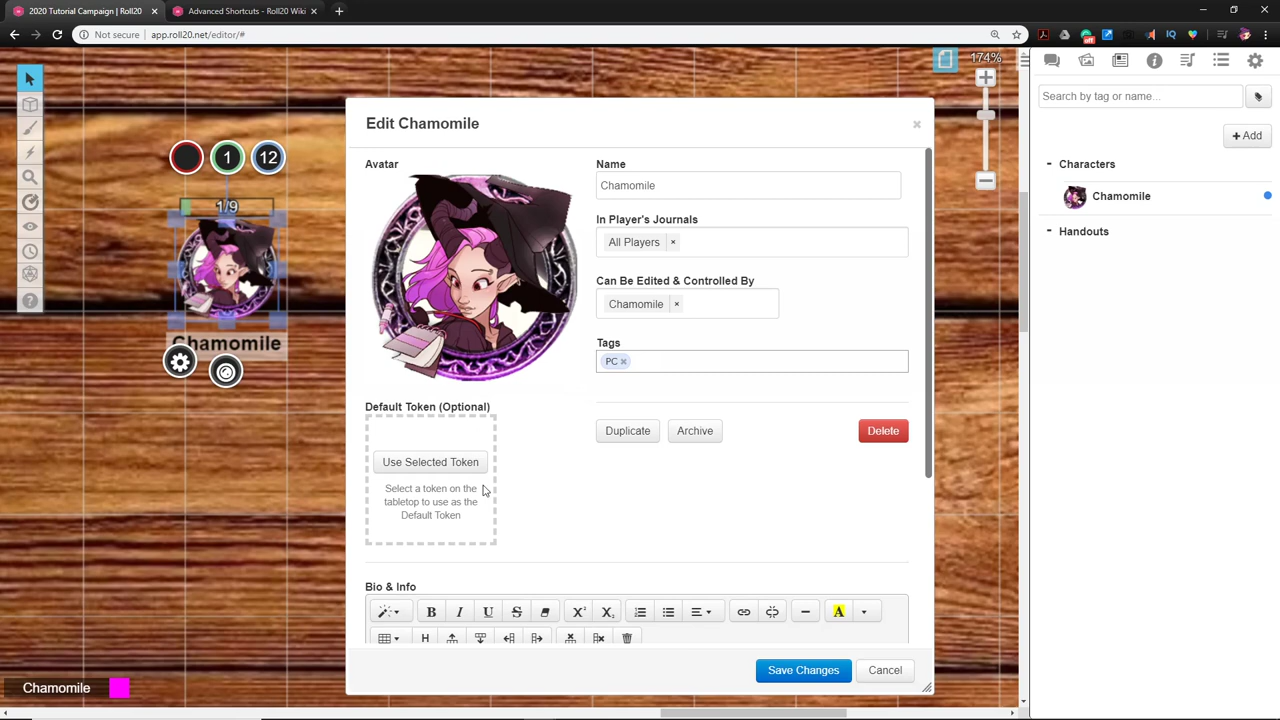 2020 Tutorial Campaign | Roll20
Advanced Shortcuts - Roll20 Wiki
Not secure | app.roll20.net/editor/#
174%
Search by tag or name...
+ Add
Characters
Chamomile
Handouts
1
12
1/9
Chamomile
Edit Chamomile
Avatar
Name
Chamomile
In Player's Journals
All Players ×
Can Be Edited & Controlled By
Chamomile ×
Tags
PC ×
Default Token (Optional)
Duplicate
Archive
Delete
Use Selected Token
Select a token on the
tabletop to use as the
Default Token
Bio & Info
B I U S X² X₂ A
H
Save Changes
Cancel
Chamomile